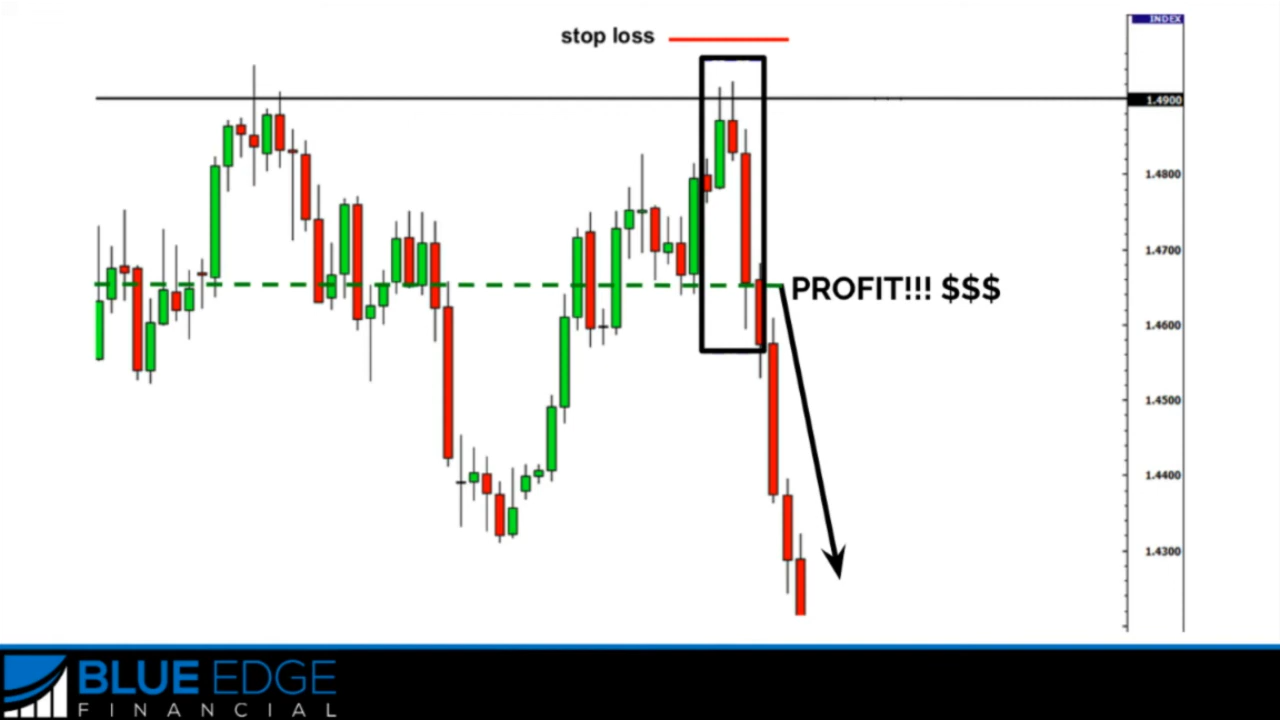 INDEX
stop loss
1.4900
1.4800
1.4700
PROFIT!!! $$$
1.4600
1.4500
1.4400
1.4300
BLUE EDGE
FINANCIAL